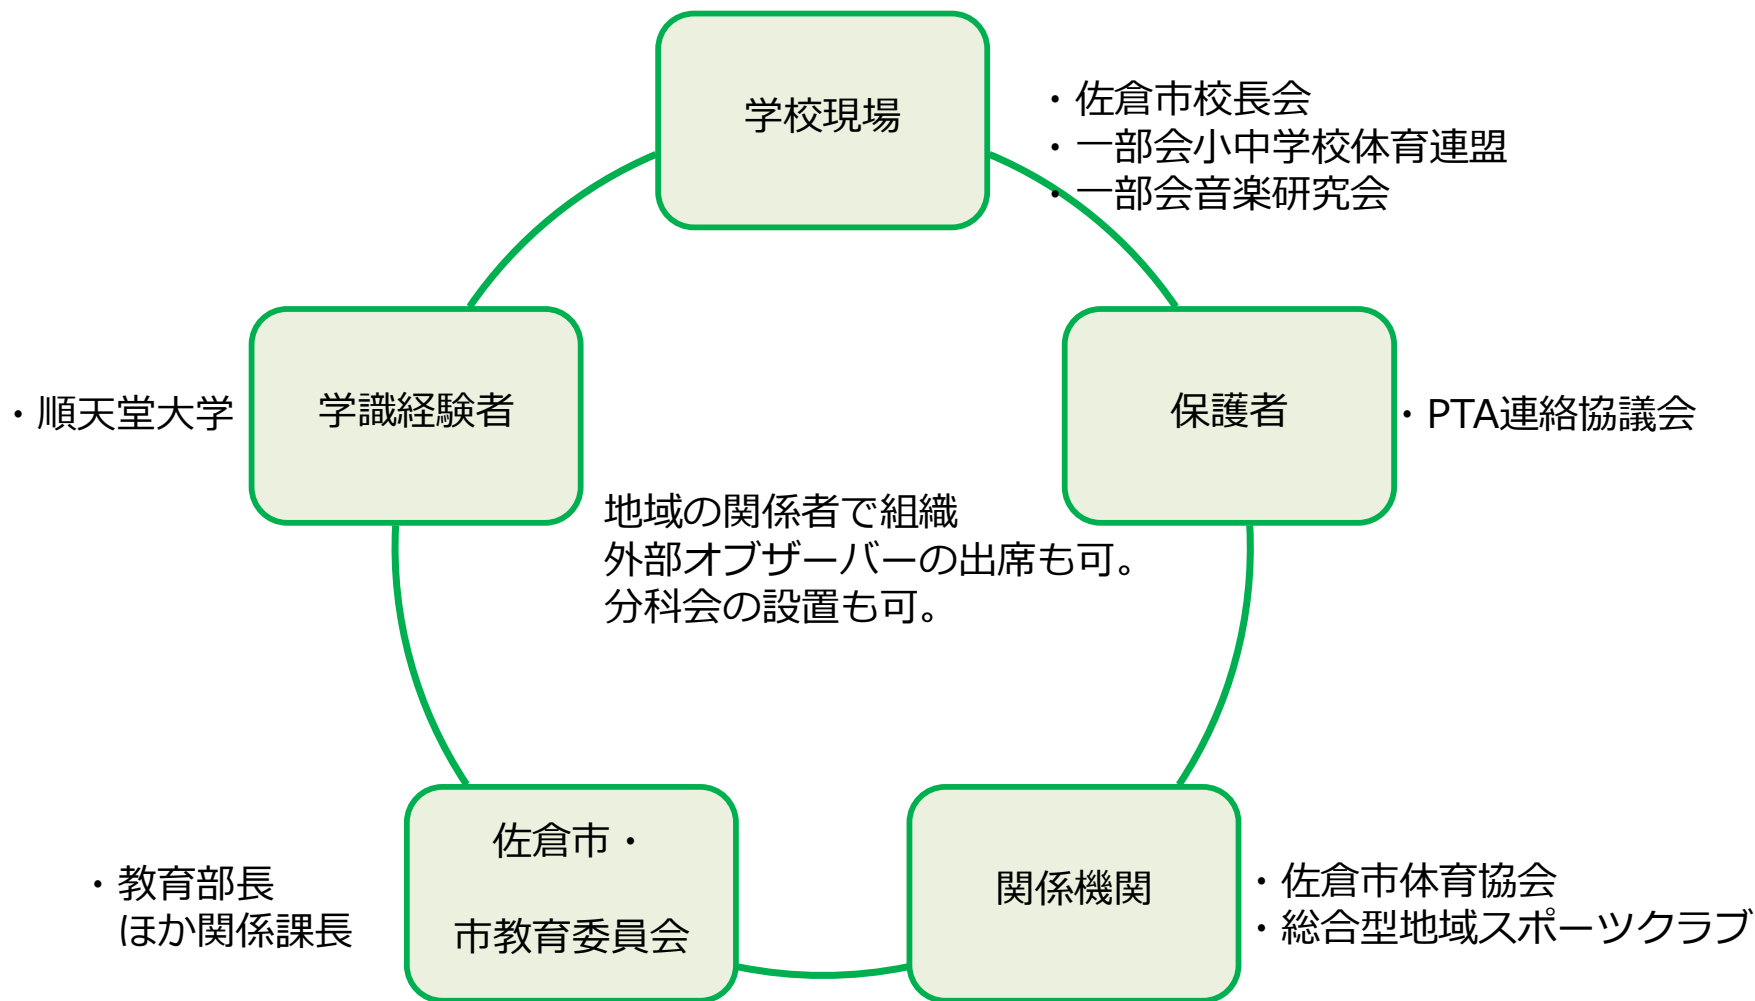 学校現場
・佐倉市校長会
・一部会小中学校体育連盟
・一部会音楽研究会
・順天堂大学
学識経験者
保護者
・PTA連絡協議会
地域の関係者で組織
外部オブザーバーの出席も可。
分科会の設置も可。
・教育部長
ほか関係課長
佐倉市・
市教育委員会
関係機関
・佐倉市体育協会
・総合型地域スポーツクラブ